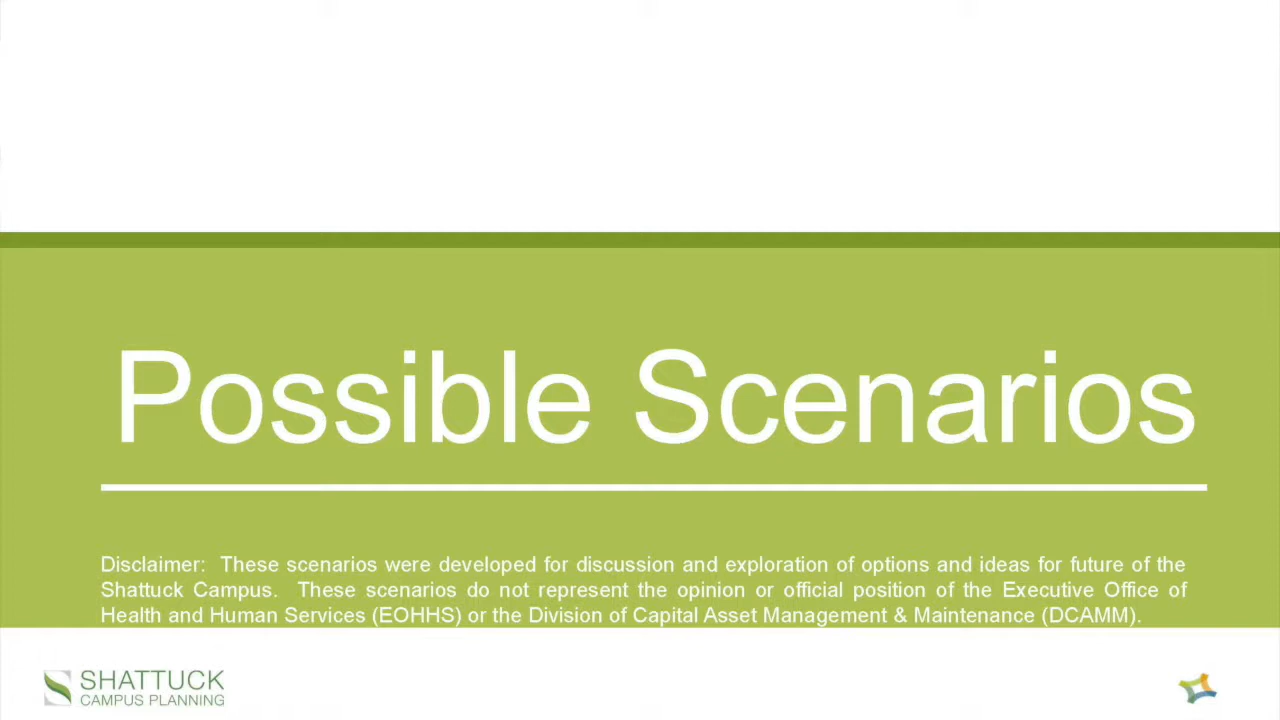 Possible Scenarios
Disclaimer: These scenarios were developed for discussion and exploration of options and ideas for future of the
Shattuck Campus. These scenarios do not represent the opinion or official position of the Executive Office of
Health and Human Services (EOHHS) or the Division of Capital Asset Management & Maintenance (DCAMM).
SHATTUCK
CAMPUS PLANNING